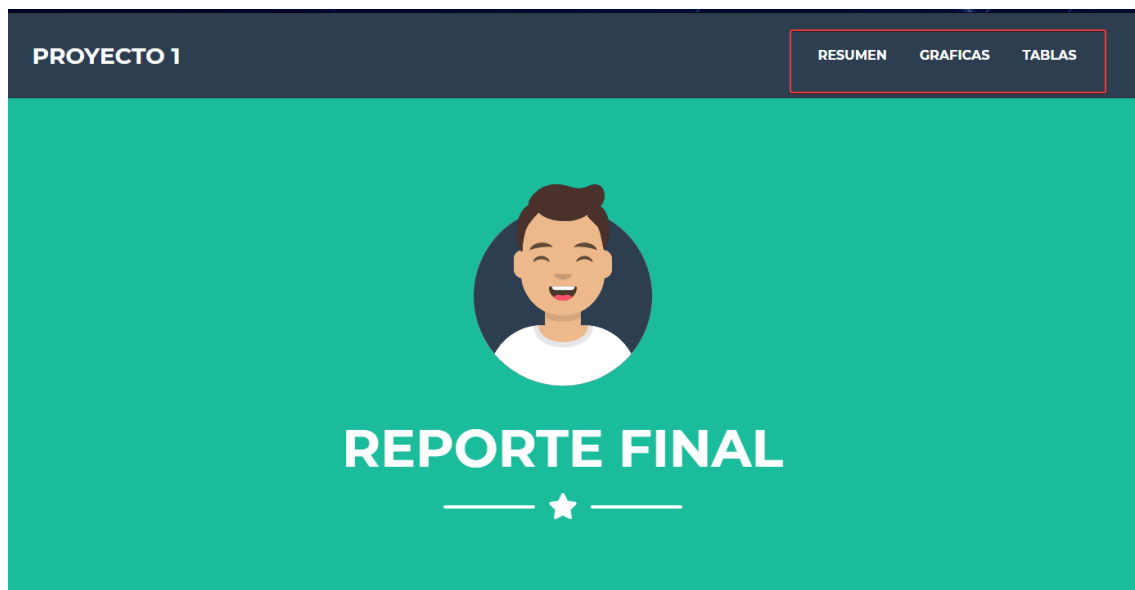 PROYECTO 1
RESUMEN GRAFICAS TABLAS
REPORTE FINAL